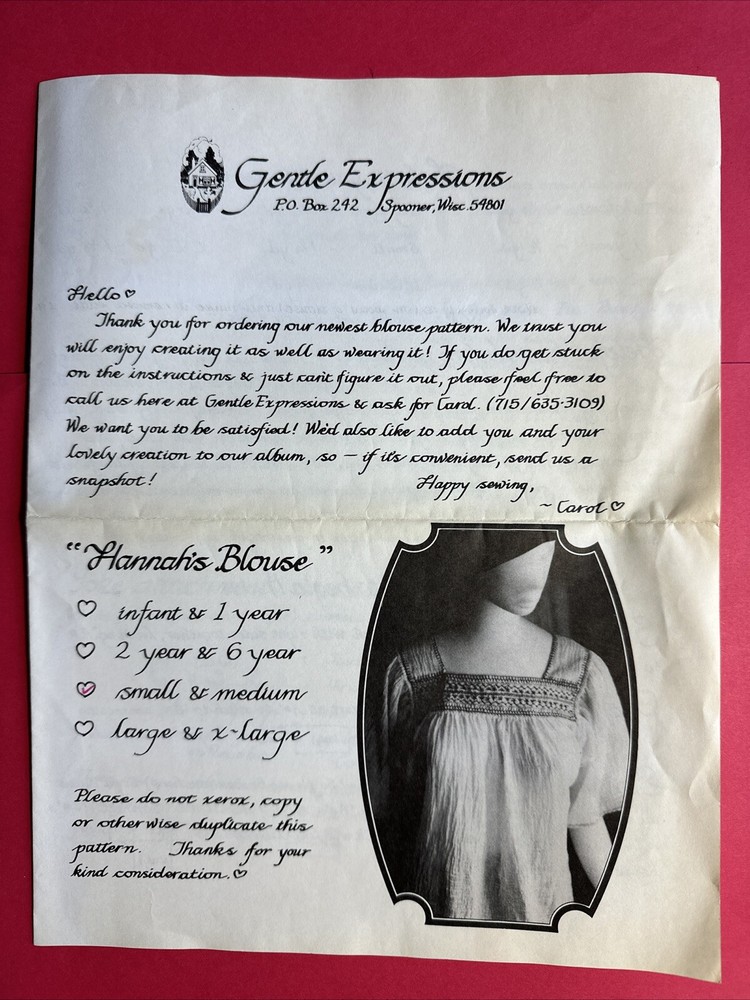 Gentle Expressions
P.O. Box 242 Spooner, Wisc. 54801
Hello ♡
Thank you for ordering our newest blouse pattern. We trust you
will enjoy creating it as well as wearing it! If you do get stuck
on the instructions & just can't figure it out, please feel free to
call us here at Gentle Expressions & ask for Carol. (715/635-3109)
We want you to be satisfied! We'd also like to add you and your
lovely creation to our album, so — if it's convenient, send us a
snapshot! Happy sewing,
~ Carol ♡
"Hannah's Blouse"
♡ infant & 1 year
♡ 2 year & 6 year
♡ small & medium
♡ large & x-large
Please do not xerox, copy
or otherwise duplicate this
pattern. Thanks for your
kind consideration. ♡